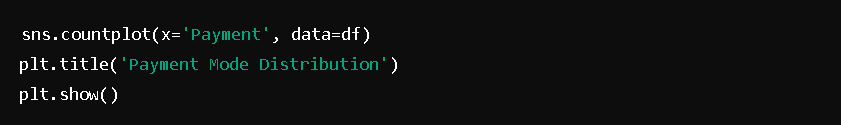 sns.countplot(x='Payment', data=df)
plt.title('Payment Mode Distribution')
plt.show()